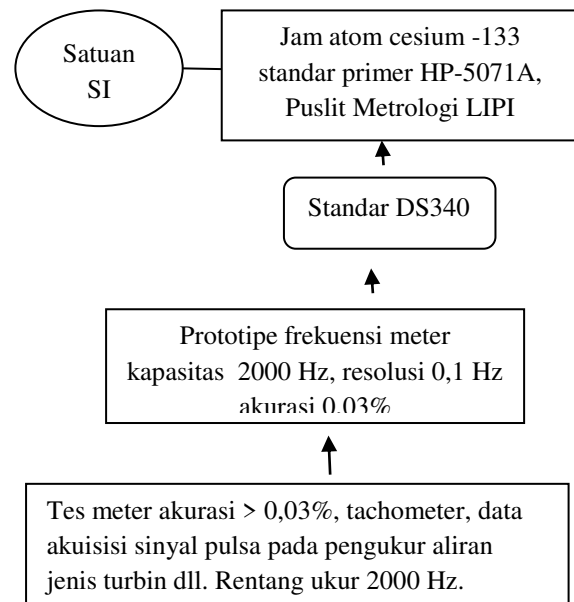 Satuan
SI
Jam atom cesium -133
standar primer HP-5071A,
Puslit Metrologi LIPI
Standar DS340
Prototipe frekuensi meter
kapasitas 2000 Hz, resolusi 0,1 Hz
akurasi 0.03%
Tes meter akurasi > 0,03%, tachometer, data
akuisisi sinyal pulsa pada pengukur aliran
jenis turbin dll. Rentang ukur 2000 Hz.